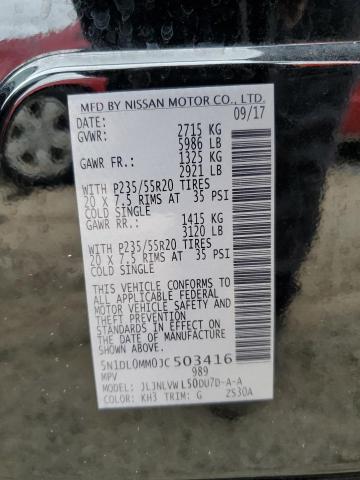 MFD BY NISSAN MOTOR CO., LTD.
DATE: 09/17
GVWR: 2715 KG
5986 LB
GAWR FR.: 1325 KG
2921 LB
WITH P235/55R20 TIRES
20 X 7.5 RIMS AT 35 PSI
COLD SINGLE
GAWR RR.: 1415 KG
3120 LB
WITH P235/55R20 TIRES
20 X 7.5 RIMS AT 35 PSI
COLD SINGLE
THIS VEHICLE CONFORMS TO
ALL APPLICABLE FEDERAL
MOTOR VEHICLE SAFETY AND
THEFT PREVENTION STANDARDS
IN EFFECT ON THE DATE OF
MANUFACTURE SHOWN ABOVE.
5N1DL0MM0JC503416
MPV 989
MODEL: JLJNLVWL50DU7D-A-A
COLOR: KH3 TRIM: G ZS30A